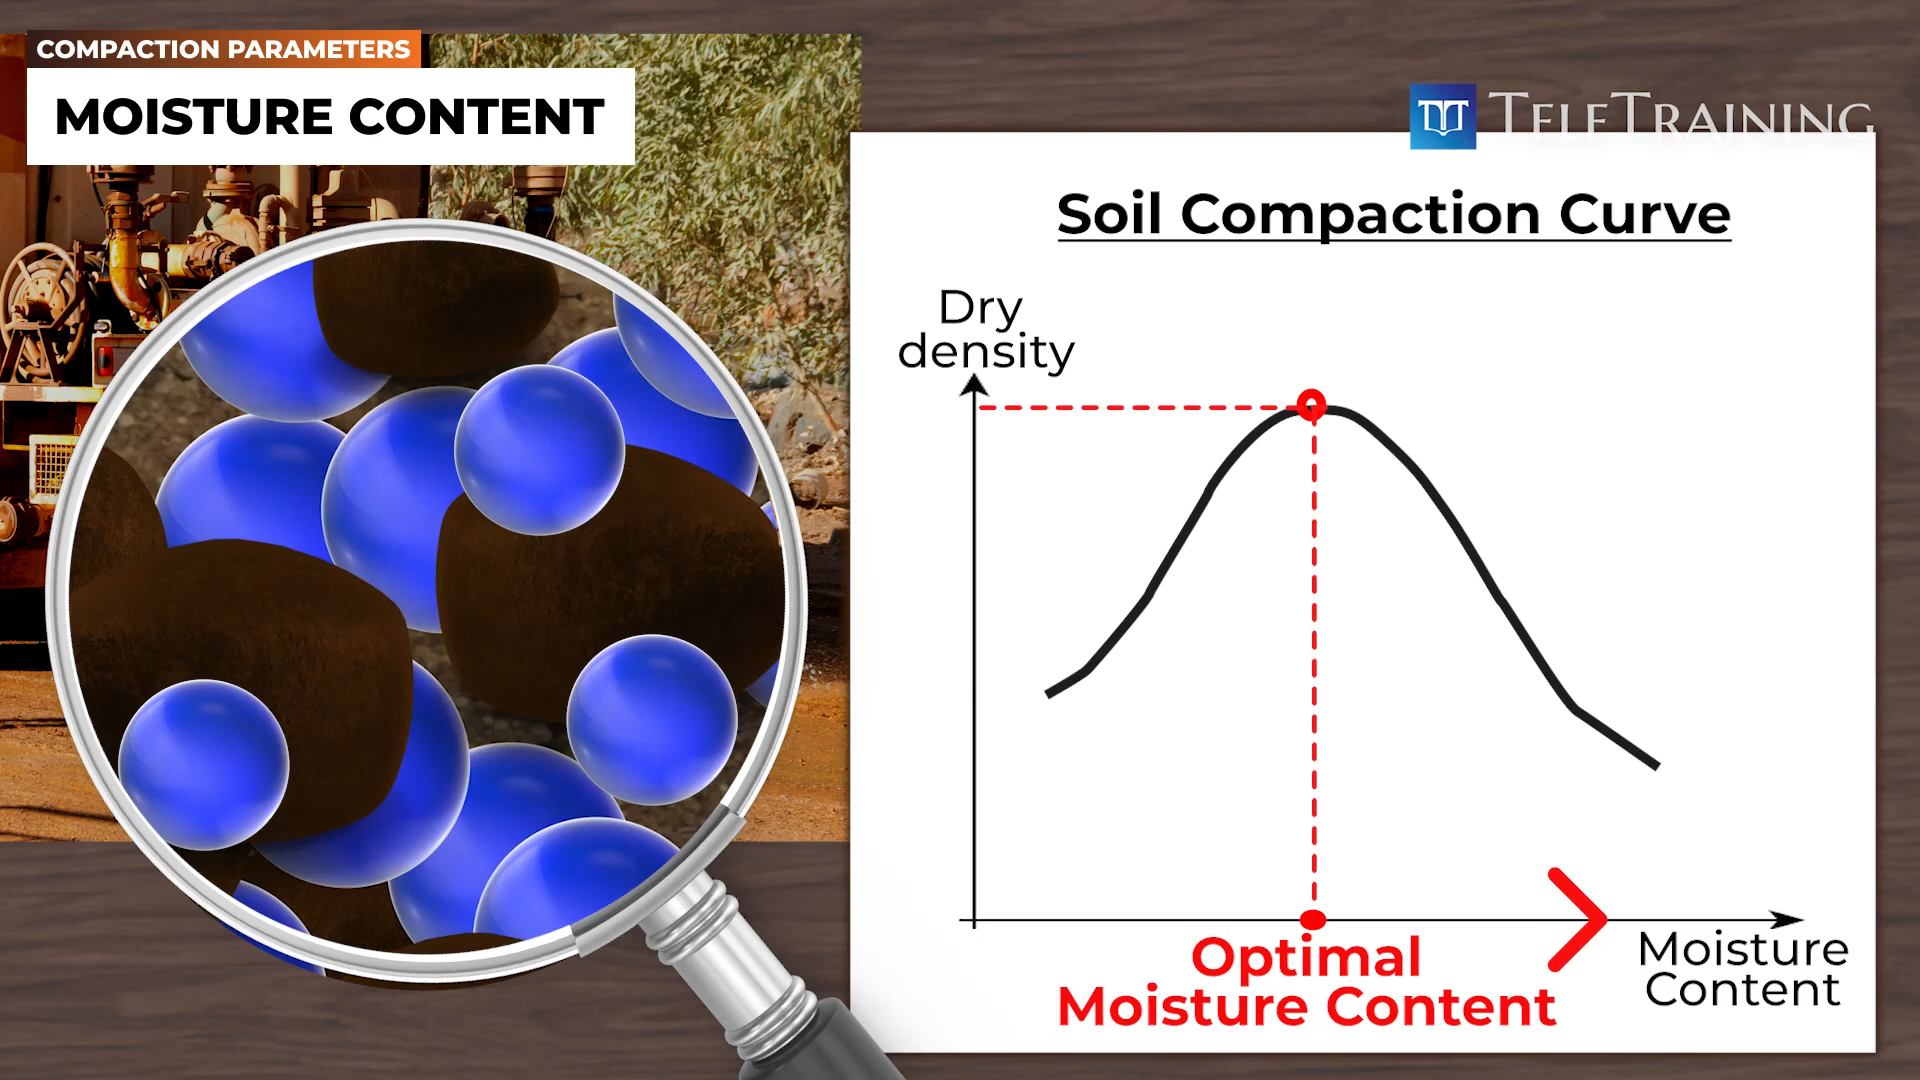 COMPACTION PARAMETERS
MOISTURE CONTENT
TELETRAINING
Soil Compaction Curve
Dry
density
Optimal
Moisture Content
Moisture
Content